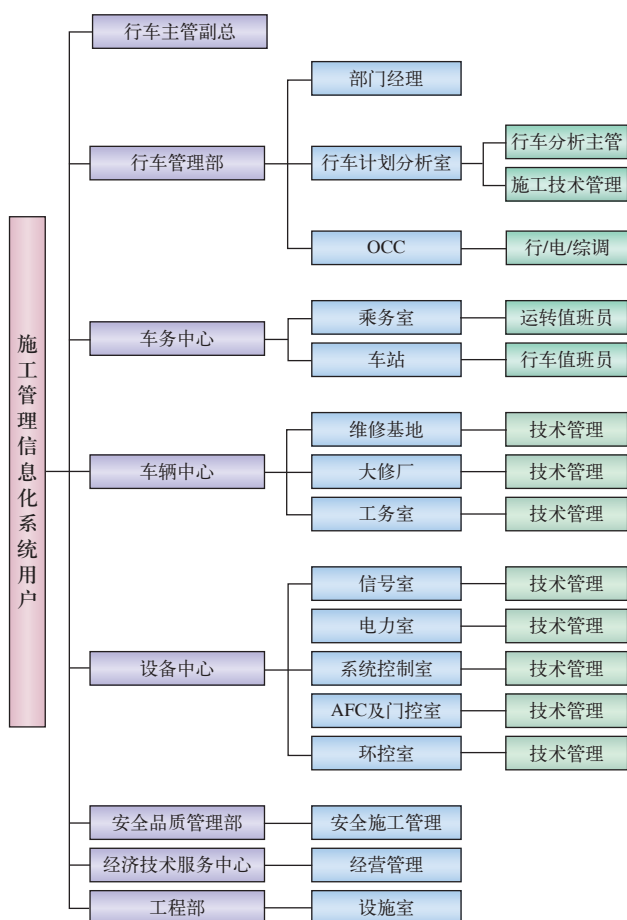 施工管理信息化系统用户
行车主管副总
行车管理部
部门经理
行车计划分析室
行车分析主管
施工技术管理
OCC
行/电/综调
车务中心
乘务室
运转值班员
车站
行车值班员
车辆中心
维修基地
技术管理
大修厂
技术管理
工务室
技术管理
设备中心
信号室
技术管理
电力室
技术管理
系统控制室
技术管理
AFC及门控室
技术管理
环控室
技术管理
安全品质管理部
安全施工管理
经济技术服务中心
经营管理
工程部
设施室